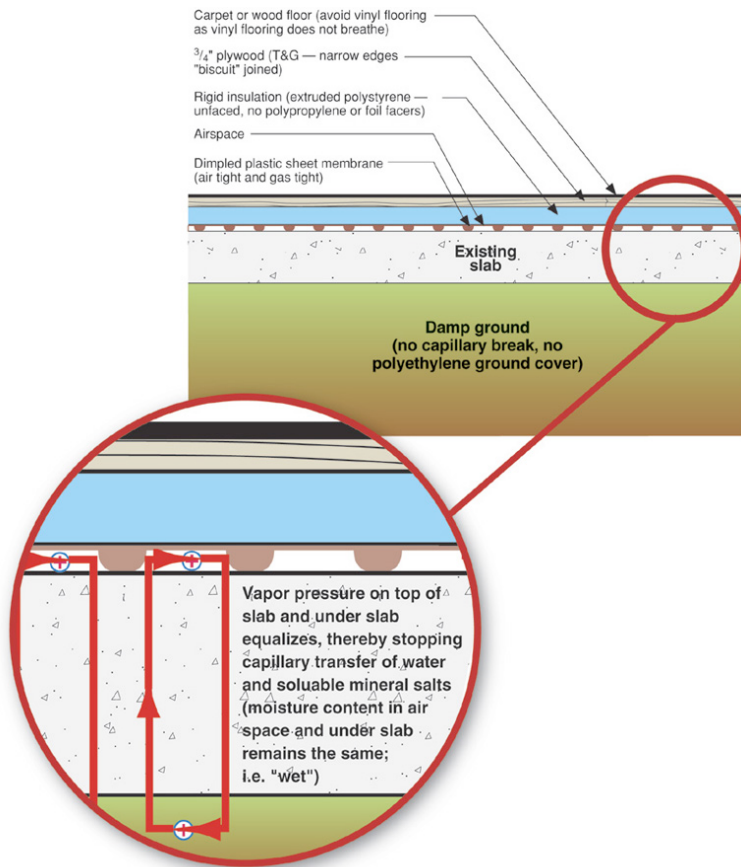 Carpet or wood floor (avoid vinyl flooring
as vinyl flooring does not breathe)
3/4" plywood (T&G — narrow edges
"biscuit" joined)
Rigid insulation (extruded polystyrene —
unfaced, no polypropylene or foil facers)
Airspace
Dimpled plastic sheet membrane
(air tight and gas tight)
Existing
slab
Damp ground
(no capillary break, no
polyethylene ground cover)
Vapor pressure on top of
slab and under slab
equalizes, thereby stopping
capillary transfer of water
and soluable mineral salts
(moisture content in air
space and under slab
remains the same;
i.e. "wet")